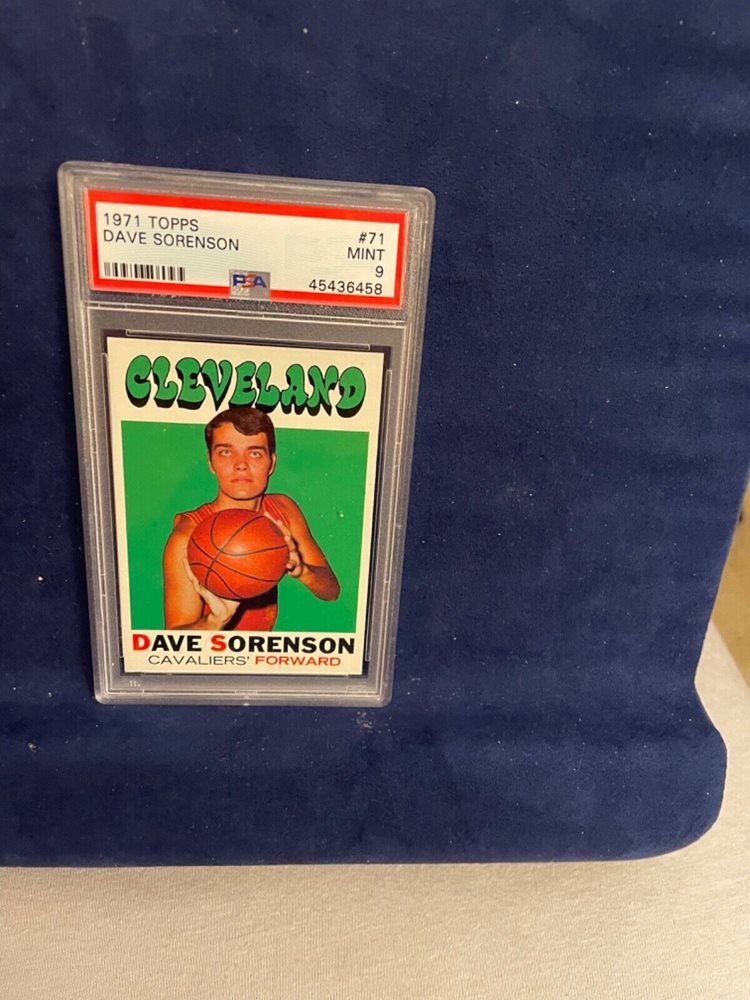 1971 TOPPS #71
DAVE SORENSON MINT
9
PSA 45436458
CLEVELAND
DAVE SORENSON
CAVALIERS' FORWARD